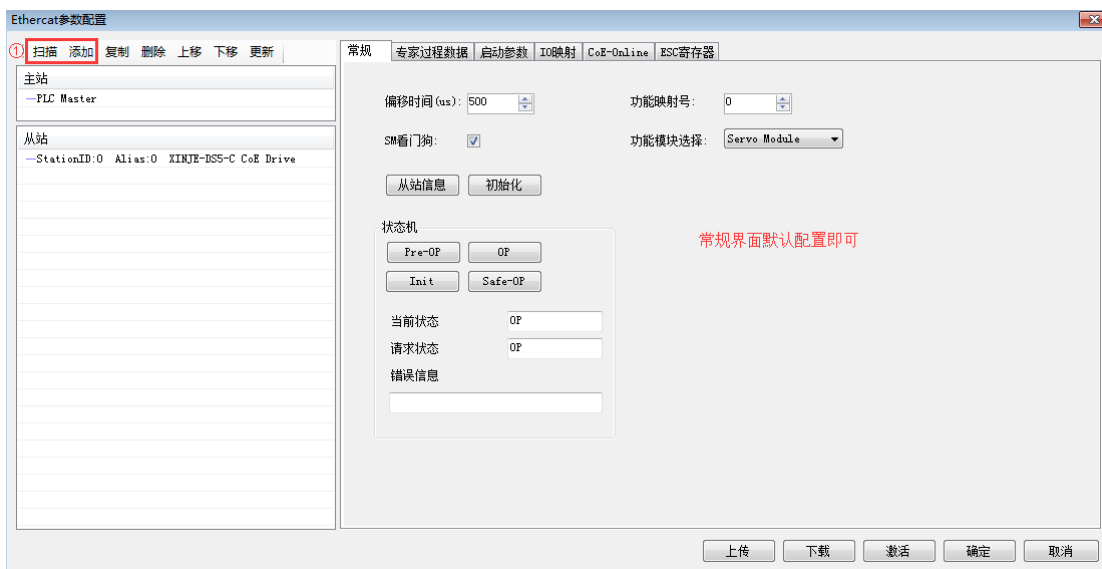 Ethercat参数配置
① 扫描 添加 复制 删除 上移 下移 更新
主站
PLC Master
从站
StationID:0 Alias:0 XINJE-DS5-C CoE Drive
常规 专家过程数据 启动参数 IO映射 CoE-Online ESC寄存器
偏移时间(us): 500 功能映射号: 0
SM看门狗: 功能模块选择: Servo Module
从站信息 初始化
状态机
Pre-OP OP
Init Safe-OP
当前状态 OP
请求状态 OP
错误信息
常规界面默认配置即可
上传 下载 激活 确定 取消